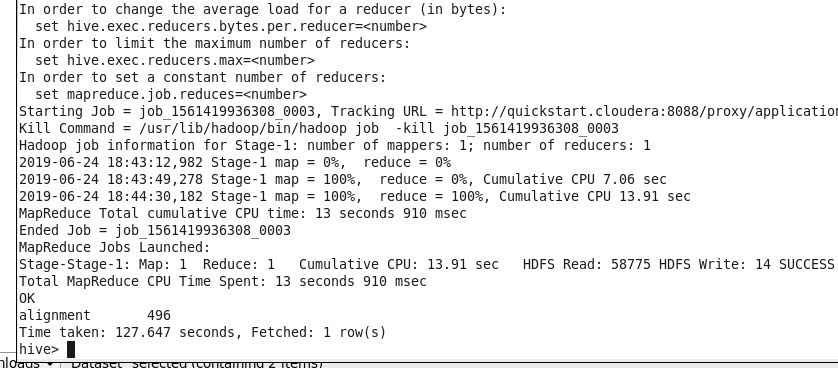 In order to change the average load for a reducer (in bytes):
  set hive.exec.reducers.bytes.per.reducer=<number>
In order to limit the maximum number of reducers:
  set hive.exec.reducers.max=<number>
In order to set a constant number of reducers:
  set mapreduce.job.reduces=<number>
Starting Job = job_1561419936308_0003, Tracking URL = http://quickstart.cloudera:8088/proxy/application
Kill Command = /usr/lib/hadoop/bin/hadoop job  -kill job_1561419936308_0003
Hadoop job information for Stage-1: number of mappers: 1; number of reducers: 1
2019-06-24 18:43:12,982 Stage-1 map = 0%,  reduce = 0%
2019-06-24 18:43:49,278 Stage-1 map = 100%,  reduce = 0%, Cumulative CPU 7.06 sec
2019-06-24 18:44:30,182 Stage-1 map = 100%,  reduce = 100%, Cumulative CPU 13.91 sec
MapReduce Total cumulative CPU time: 13 seconds 910 msec
Ended Job = job_1561419936308_0003
MapReduce Jobs Launched:
Stage-Stage-1: Map: 1  Reduce: 1   Cumulative CPU: 13.91 sec   HDFS Read: 58775 HDFS Write: 14 SUCCESS
Total MapReduce CPU Time Spent: 13 seconds 910 msec
OK
alignment       496
Time taken: 127.647 seconds, Fetched: 1 row(s)
hive>
nloads "Dataset" selected (containing 2 items)